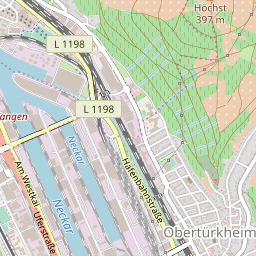 Höchst
397 m
L 1198
L 1198
angen
Neckar
Hafenbahnstraße
Am Westkai
Uferstraße
Neckar
Obertürkheim